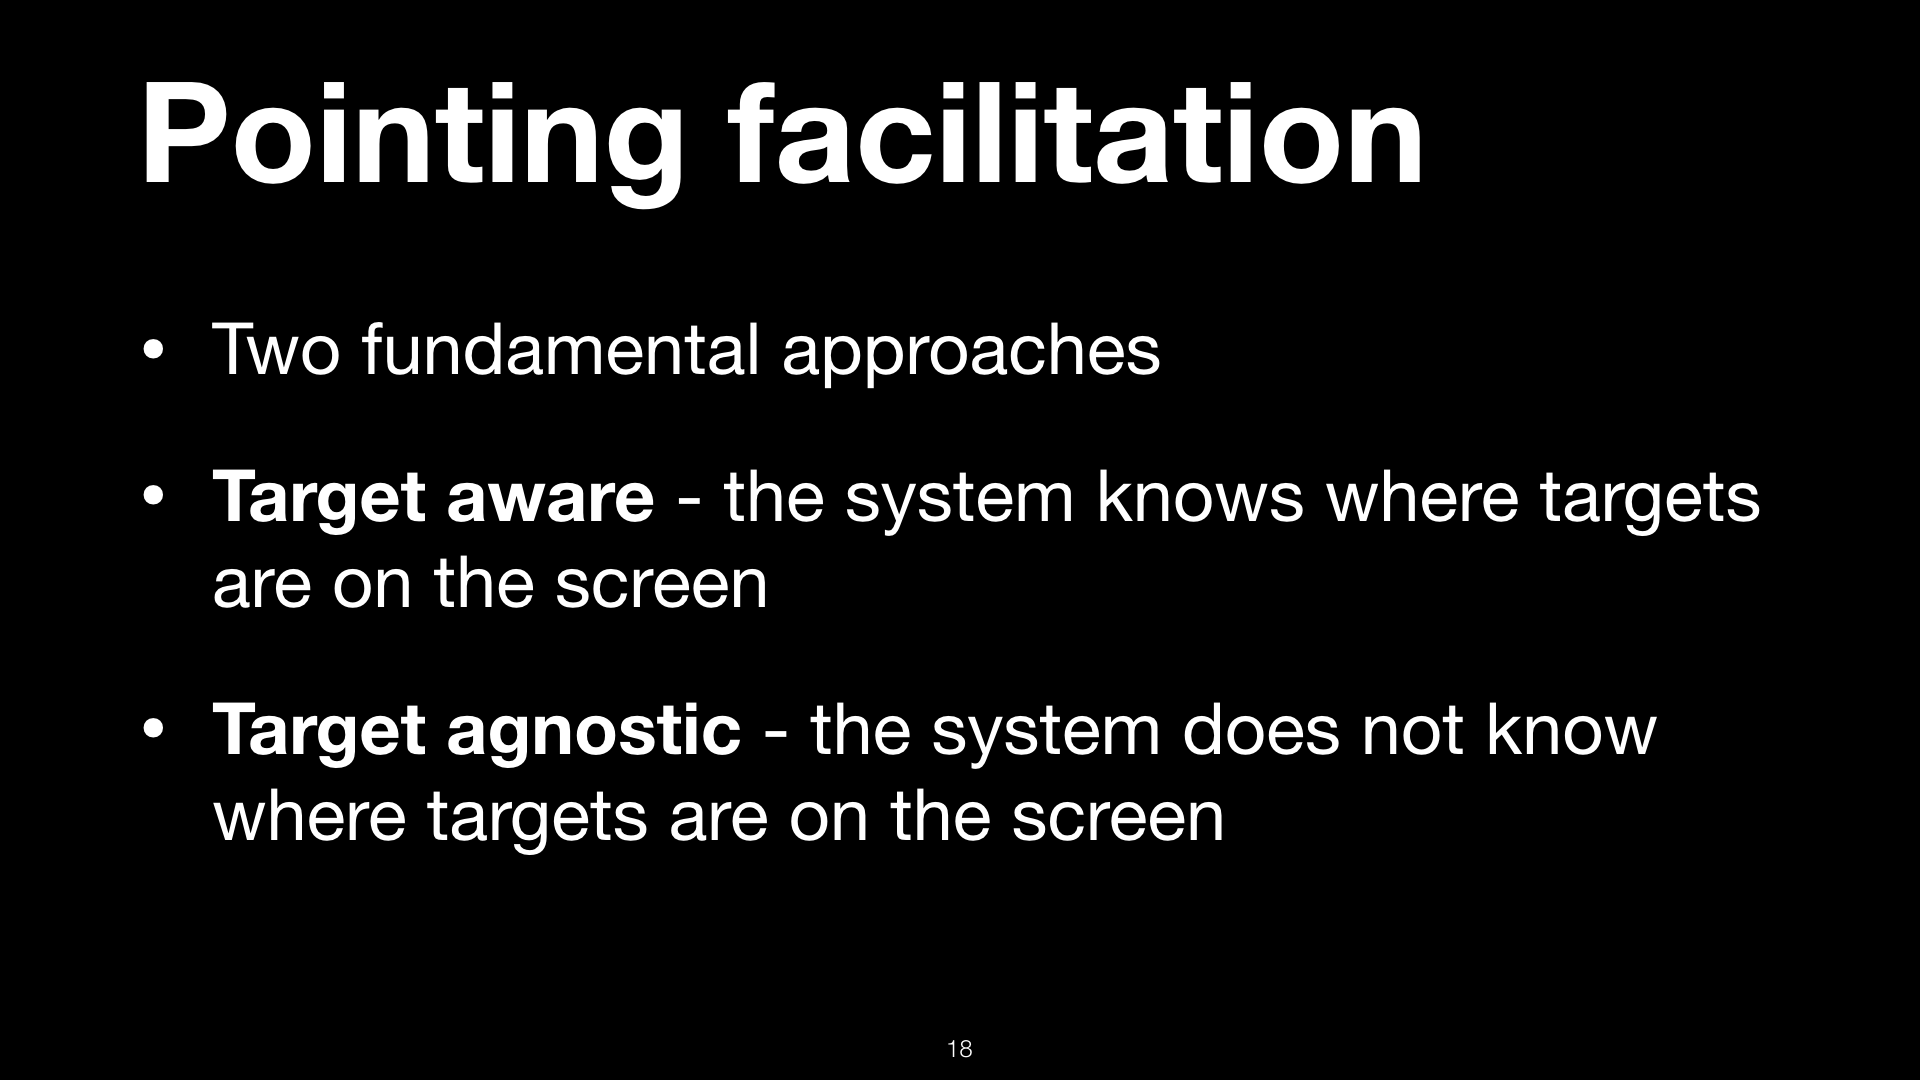 Pointing facilitation
• Two fundamental approaches
• Target aware - the system knows where targets
are on the screen
• Target agnostic - the system does not know
where targets are on the screen
18